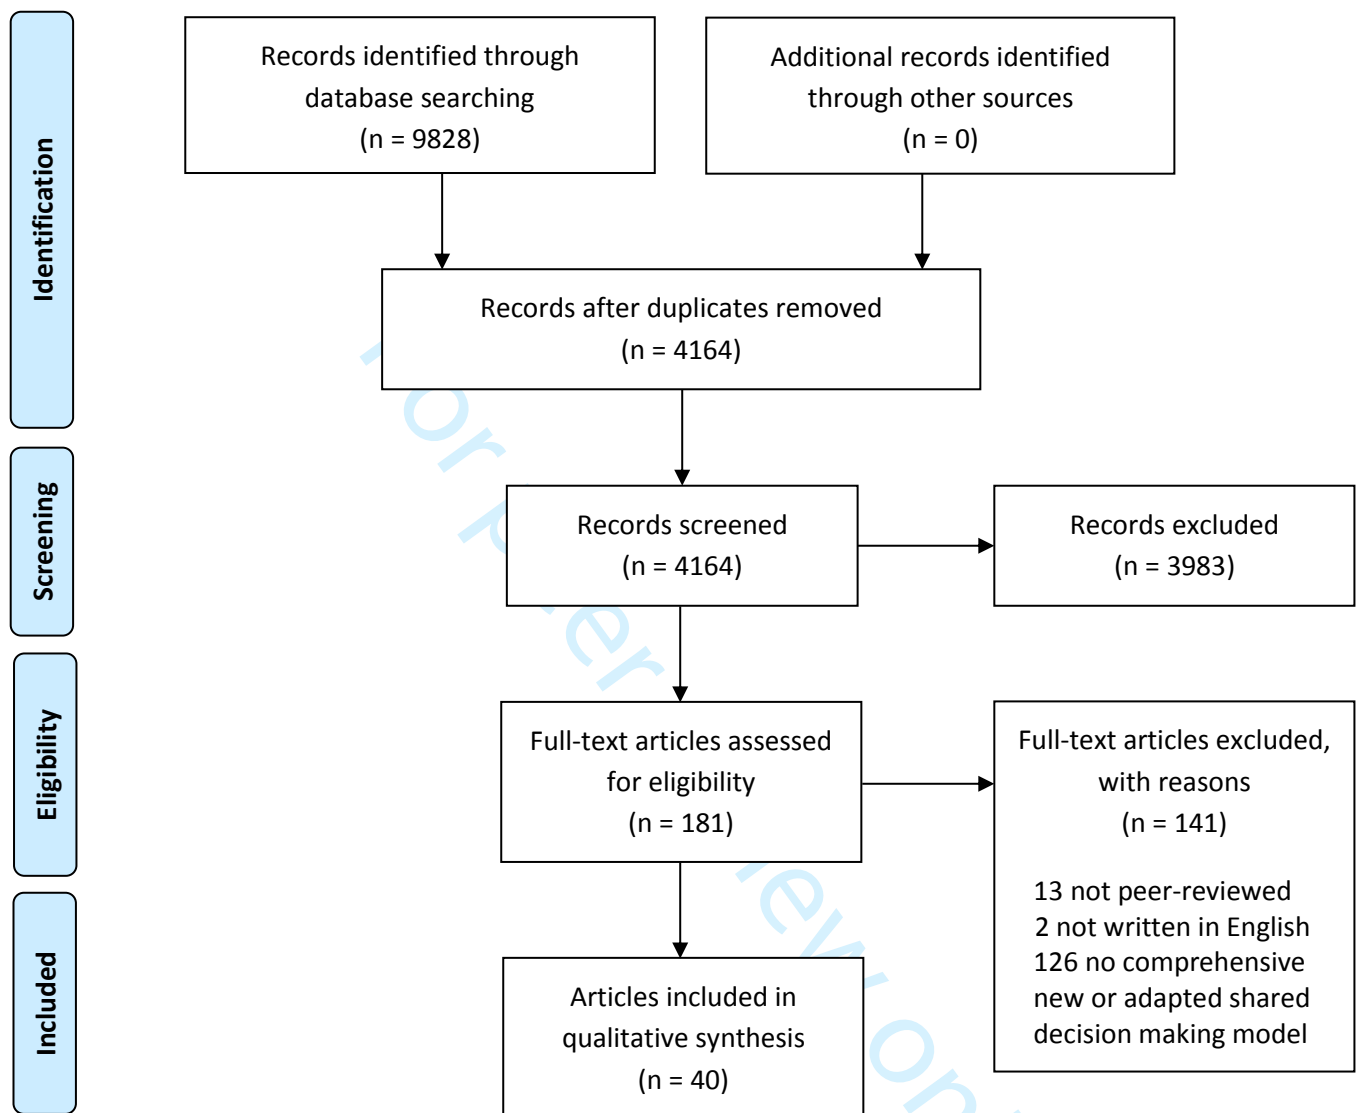 Identification
Records identified through
database searching
(n = 9828)
Additional records identified
through other sources
(n = 0)
Records after duplicates removed
(n = 4164)
Screening
Records screened
(n = 4164)
Records excluded
(n = 3983)
Eligibility
Full-text articles assessed
for eligibility
(n = 181)
Full-text articles excluded,
with reasons
(n = 141)
13 not peer-reviewed
2 not written in English
126 no comprehensive
new or adapted shared
decision making model
Included
Articles included in
qualitative synthesis
(n = 40)